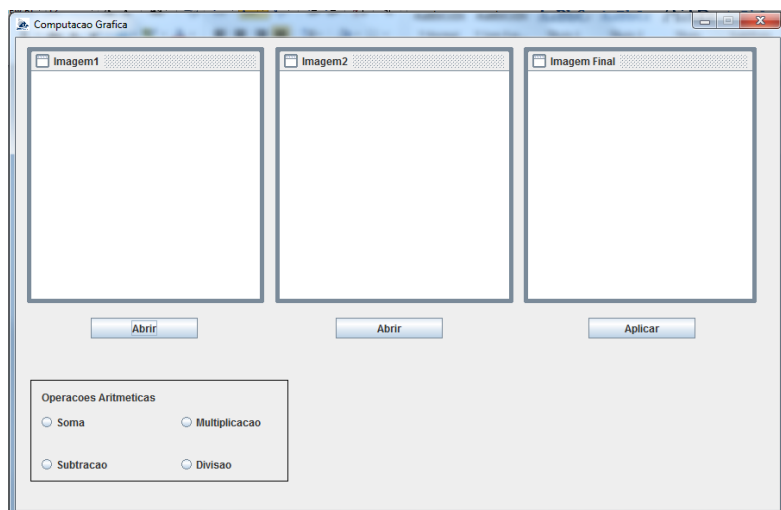 Computacao Grafica
Imagem1
Imagem2
Imagem Final
Abrir
Abrir
Aplicar
Operacoes Aritmeticas
Soma
Multiplicacao
Subtracao
Divisao